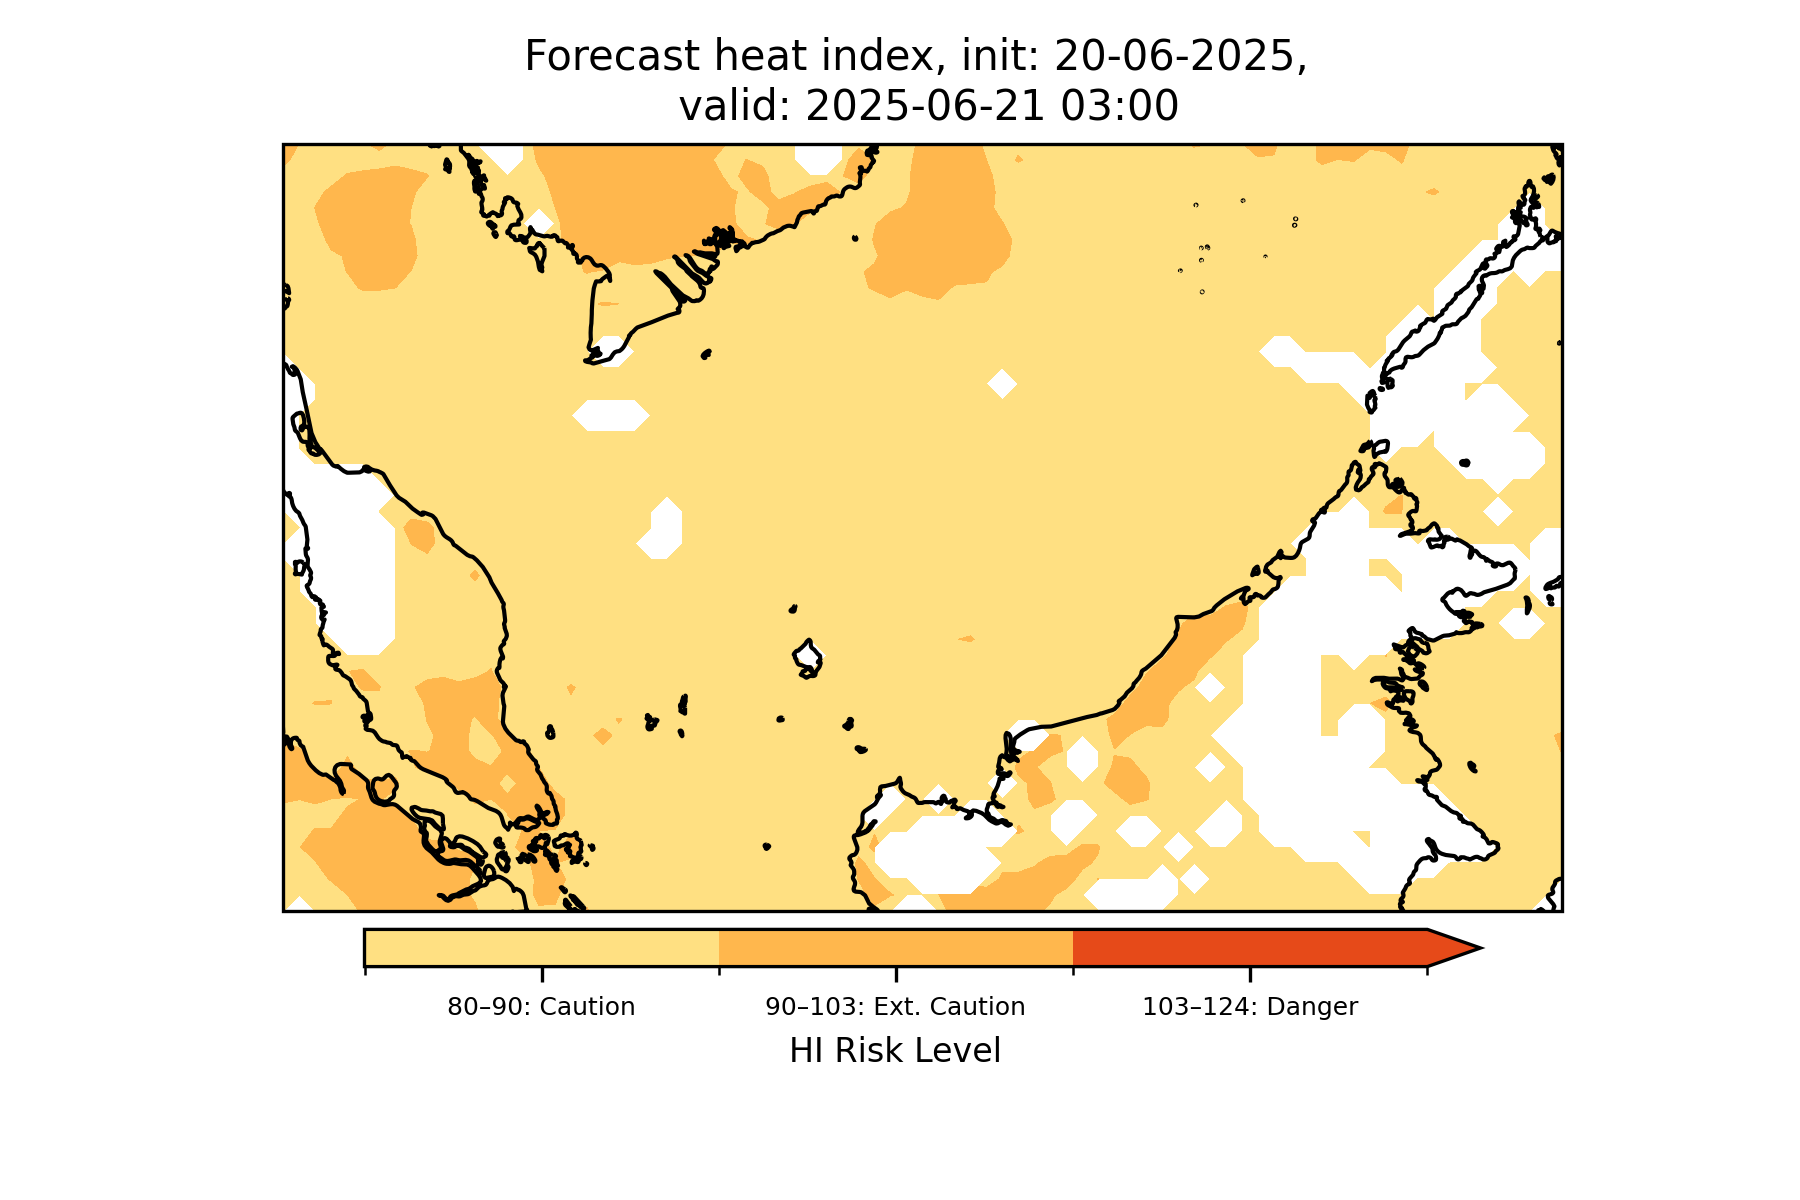 Forecast heat index, init: 20-06-2025,
valid: 2025-06-21 03:00
80–90: Caution
90–103: Ext. Caution
103–124: Danger
HI Risk Level